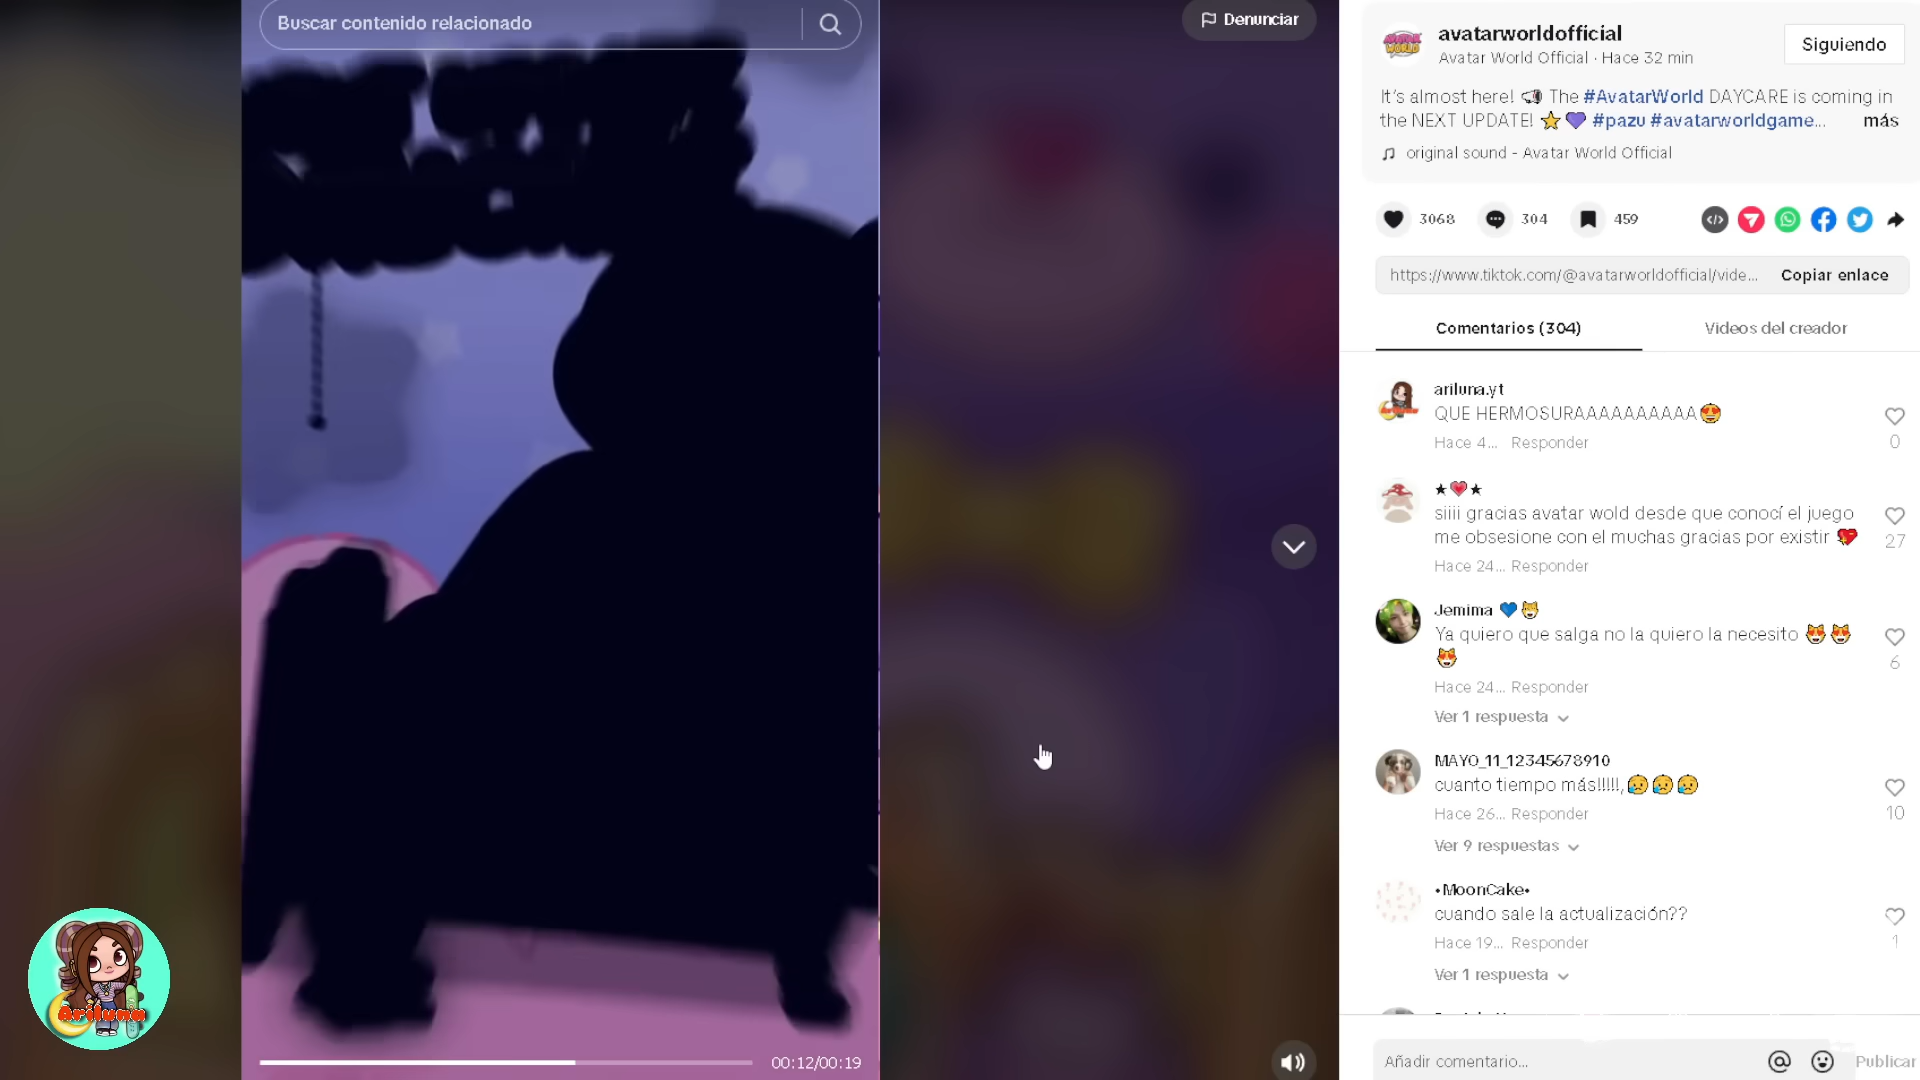 Buscar contenido relacionado
Denunciar
avatarworldofficial
Avatar World Official · Hace 32 min
Siguiendo
It's almost here! 📢 The #AvatarWorld DAYCARE is coming in
the NEXT UPDATE! ⭐💜 #pazu #avatarworldgame... más
original sound - Avatar World Official
3068
304
459
https://www.tiktok.com/@avatarworldofficial/vide...
Copiar enlace
Comentarios (304)
Videos del creador
ariluna.yt
QUE HERMOSURAAAAAAAAAA😍
Hace 4... Responder
0
★💗★
siiii gracias avatar wold desde que conocí el juego
me obsesione con el muchas gracias por existir 💖
27
Hace 24... Responder
Jemima 💙😺
Ya quiero que salga no la quiero la necesito 😻😻
😻
6
Hace 24... Responder
Ver 1 respuesta
MAYO_11_12345678910
cuanto tiempo más!!!!!,😥😥😥
Hace 26... Responder
10
Ver 9 respuestas
•MoonCake•
cuando sale la actualización??
Hace 19... Responder
1
Ver 1 respuesta
Añadir comentario...
Publicar
00:12/00:19
Ariluna
AVATAR WORLD